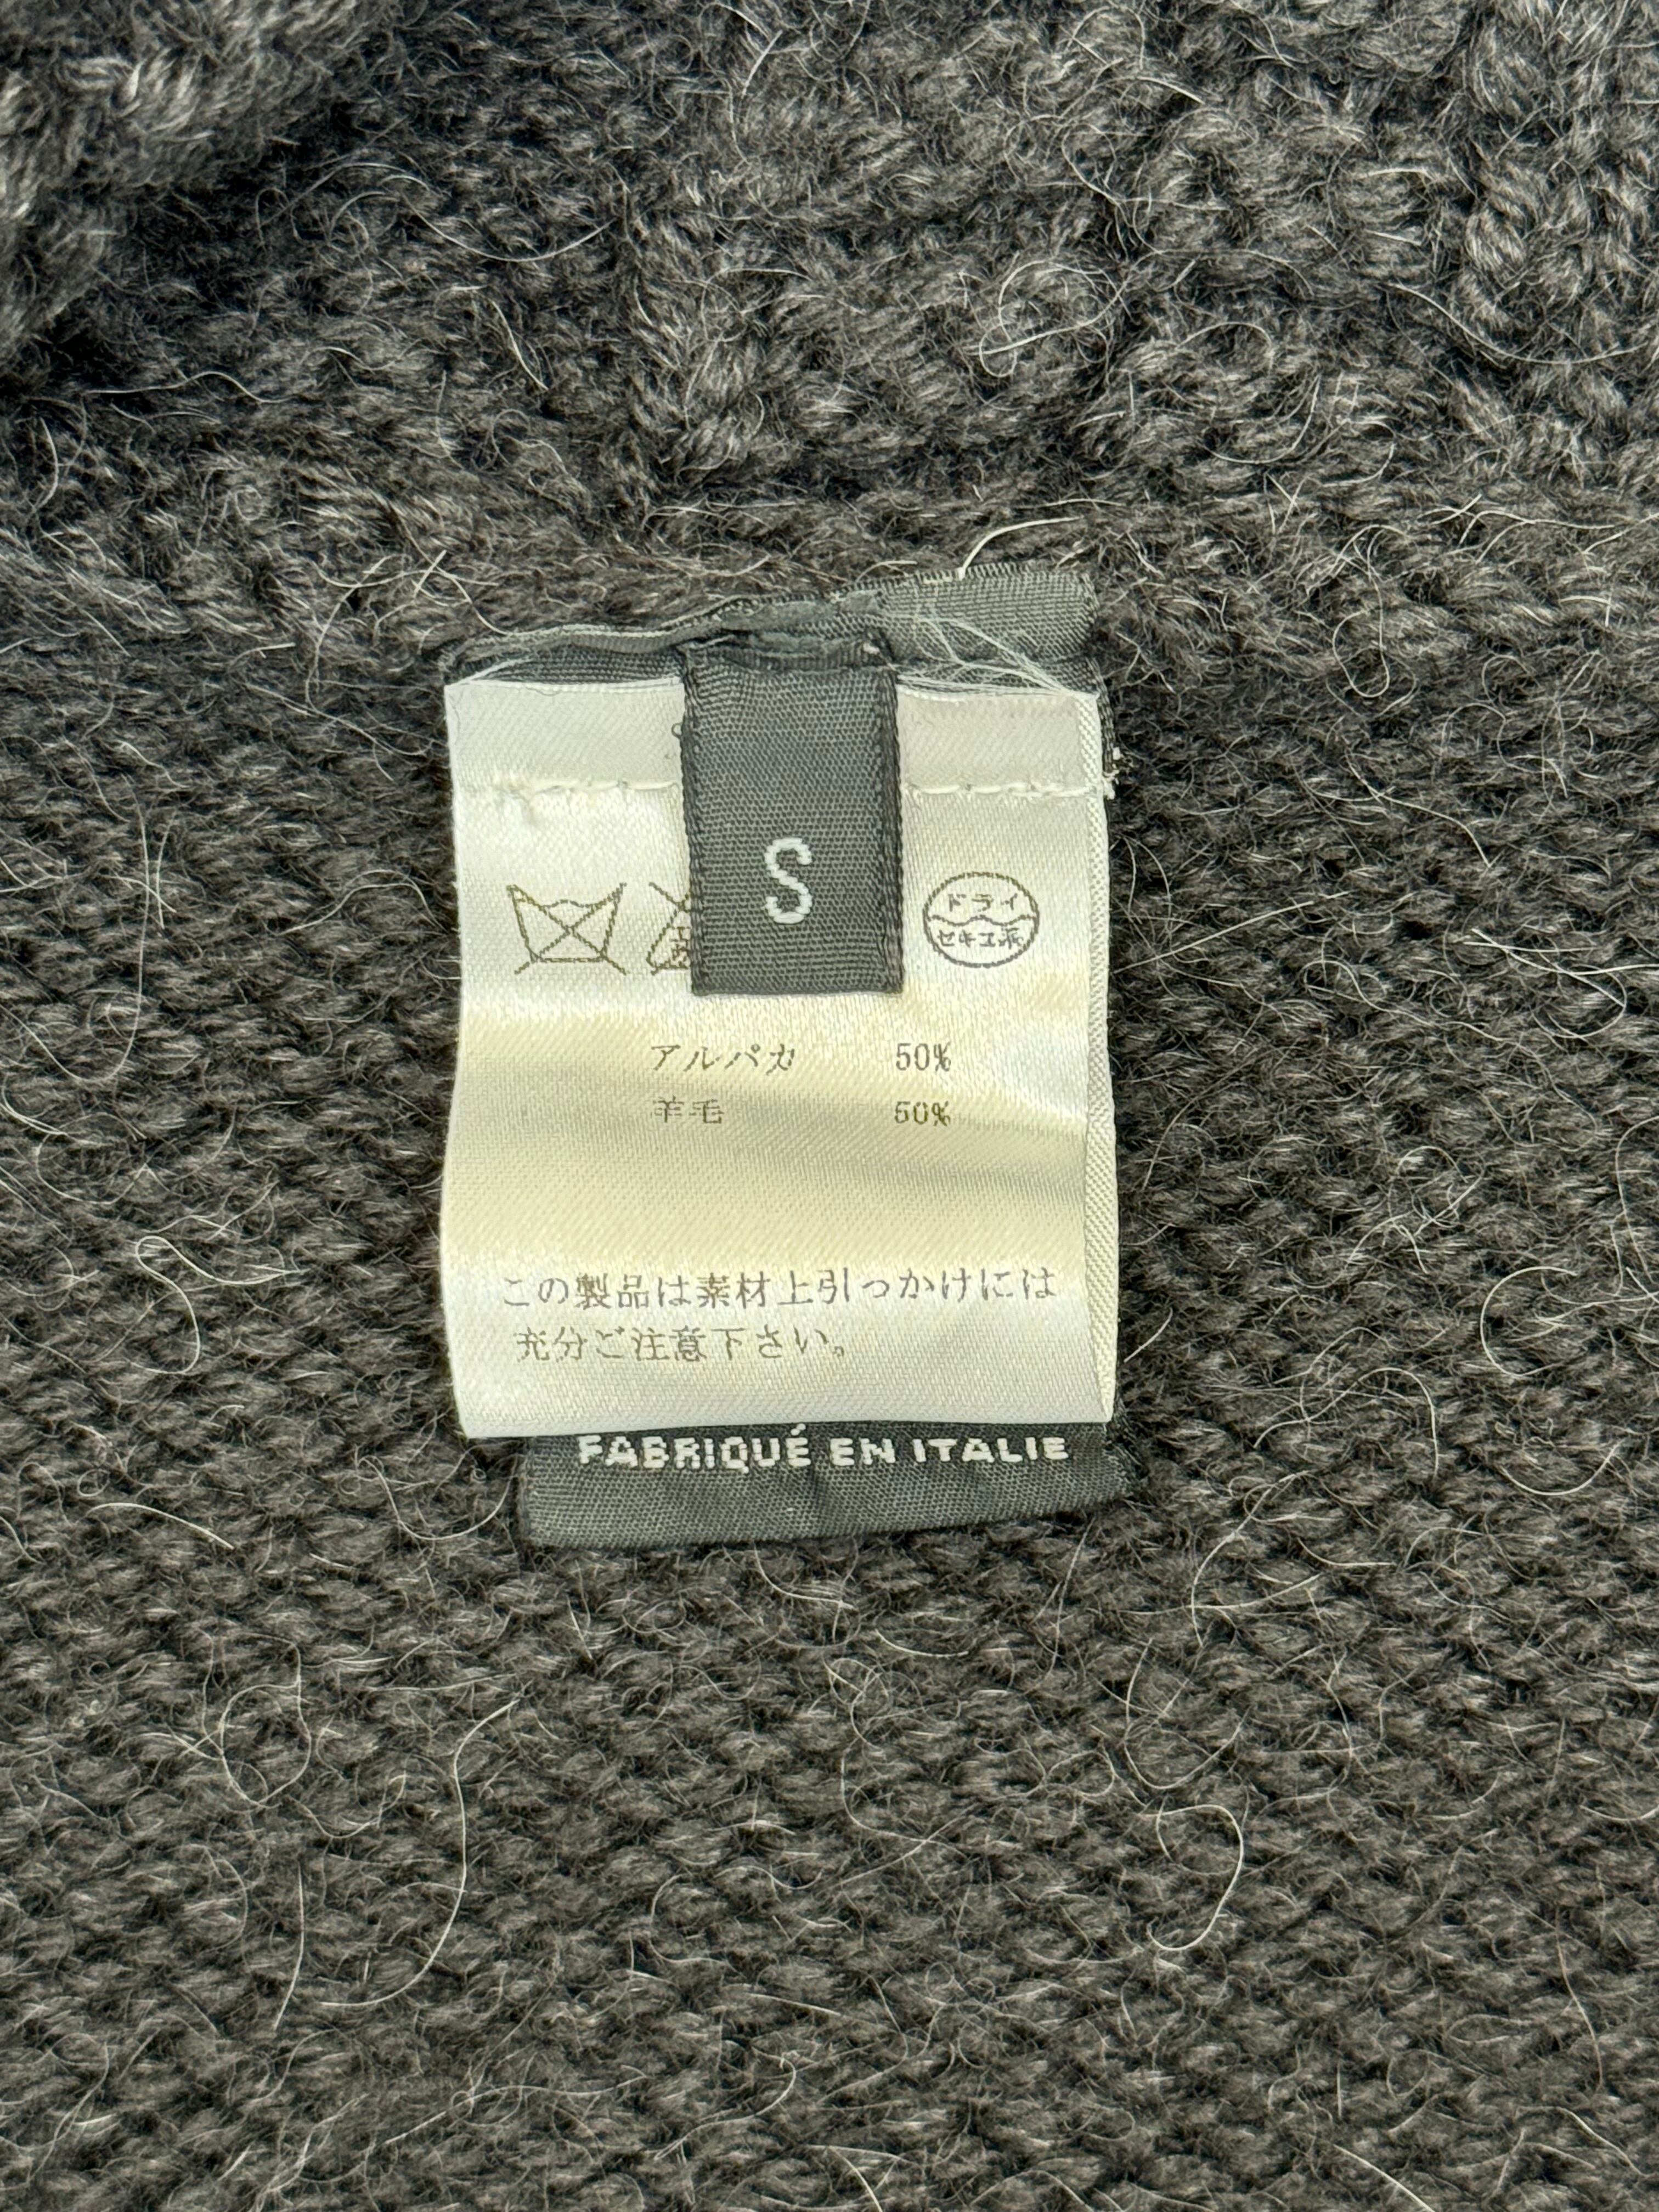 S
ドライ
セキユ系
アルパカ 50%
羊毛 50%
この製品は素材上引っかけには
充分ご注意下さい。
FABRIQUÉ EN ITALIE